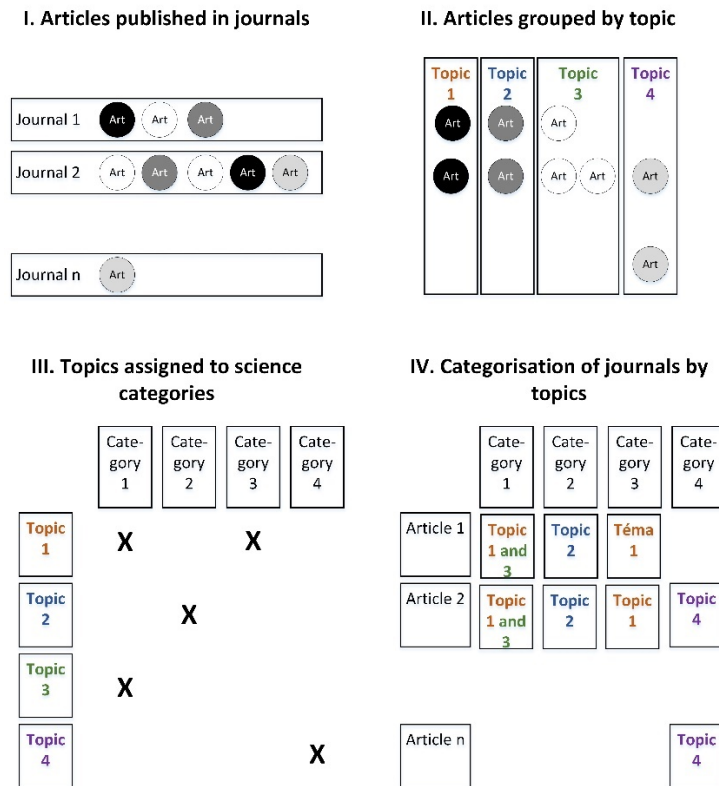 I. Articles published in journals
Journal 1
Art Art Art
Journal 2
Art Art Art Art Art
Journal n
Art
II. Articles grouped by topic
Topic Topic Topic Topic
1 2 3 4
Art Art Art
Art Art Art Art Art
Art
III. Topics assigned to science
categories
Cate- Cate- Cate- Cate-
gory gory gory gory
1 2 3 4
Topic
1
X X
Topic
2
X
Topic
3
X
Topic
4
X
IV. Categorisation of journals by
topics
Cate- Cate- Cate- Cate-
gory gory gory gory
1 2 3 4
Article 1 Topic Topic Téma
1 and 2 1
3
Article 2 Topic Topic Topic Topic
1 and 2 1 4
3
Article n Topic
4